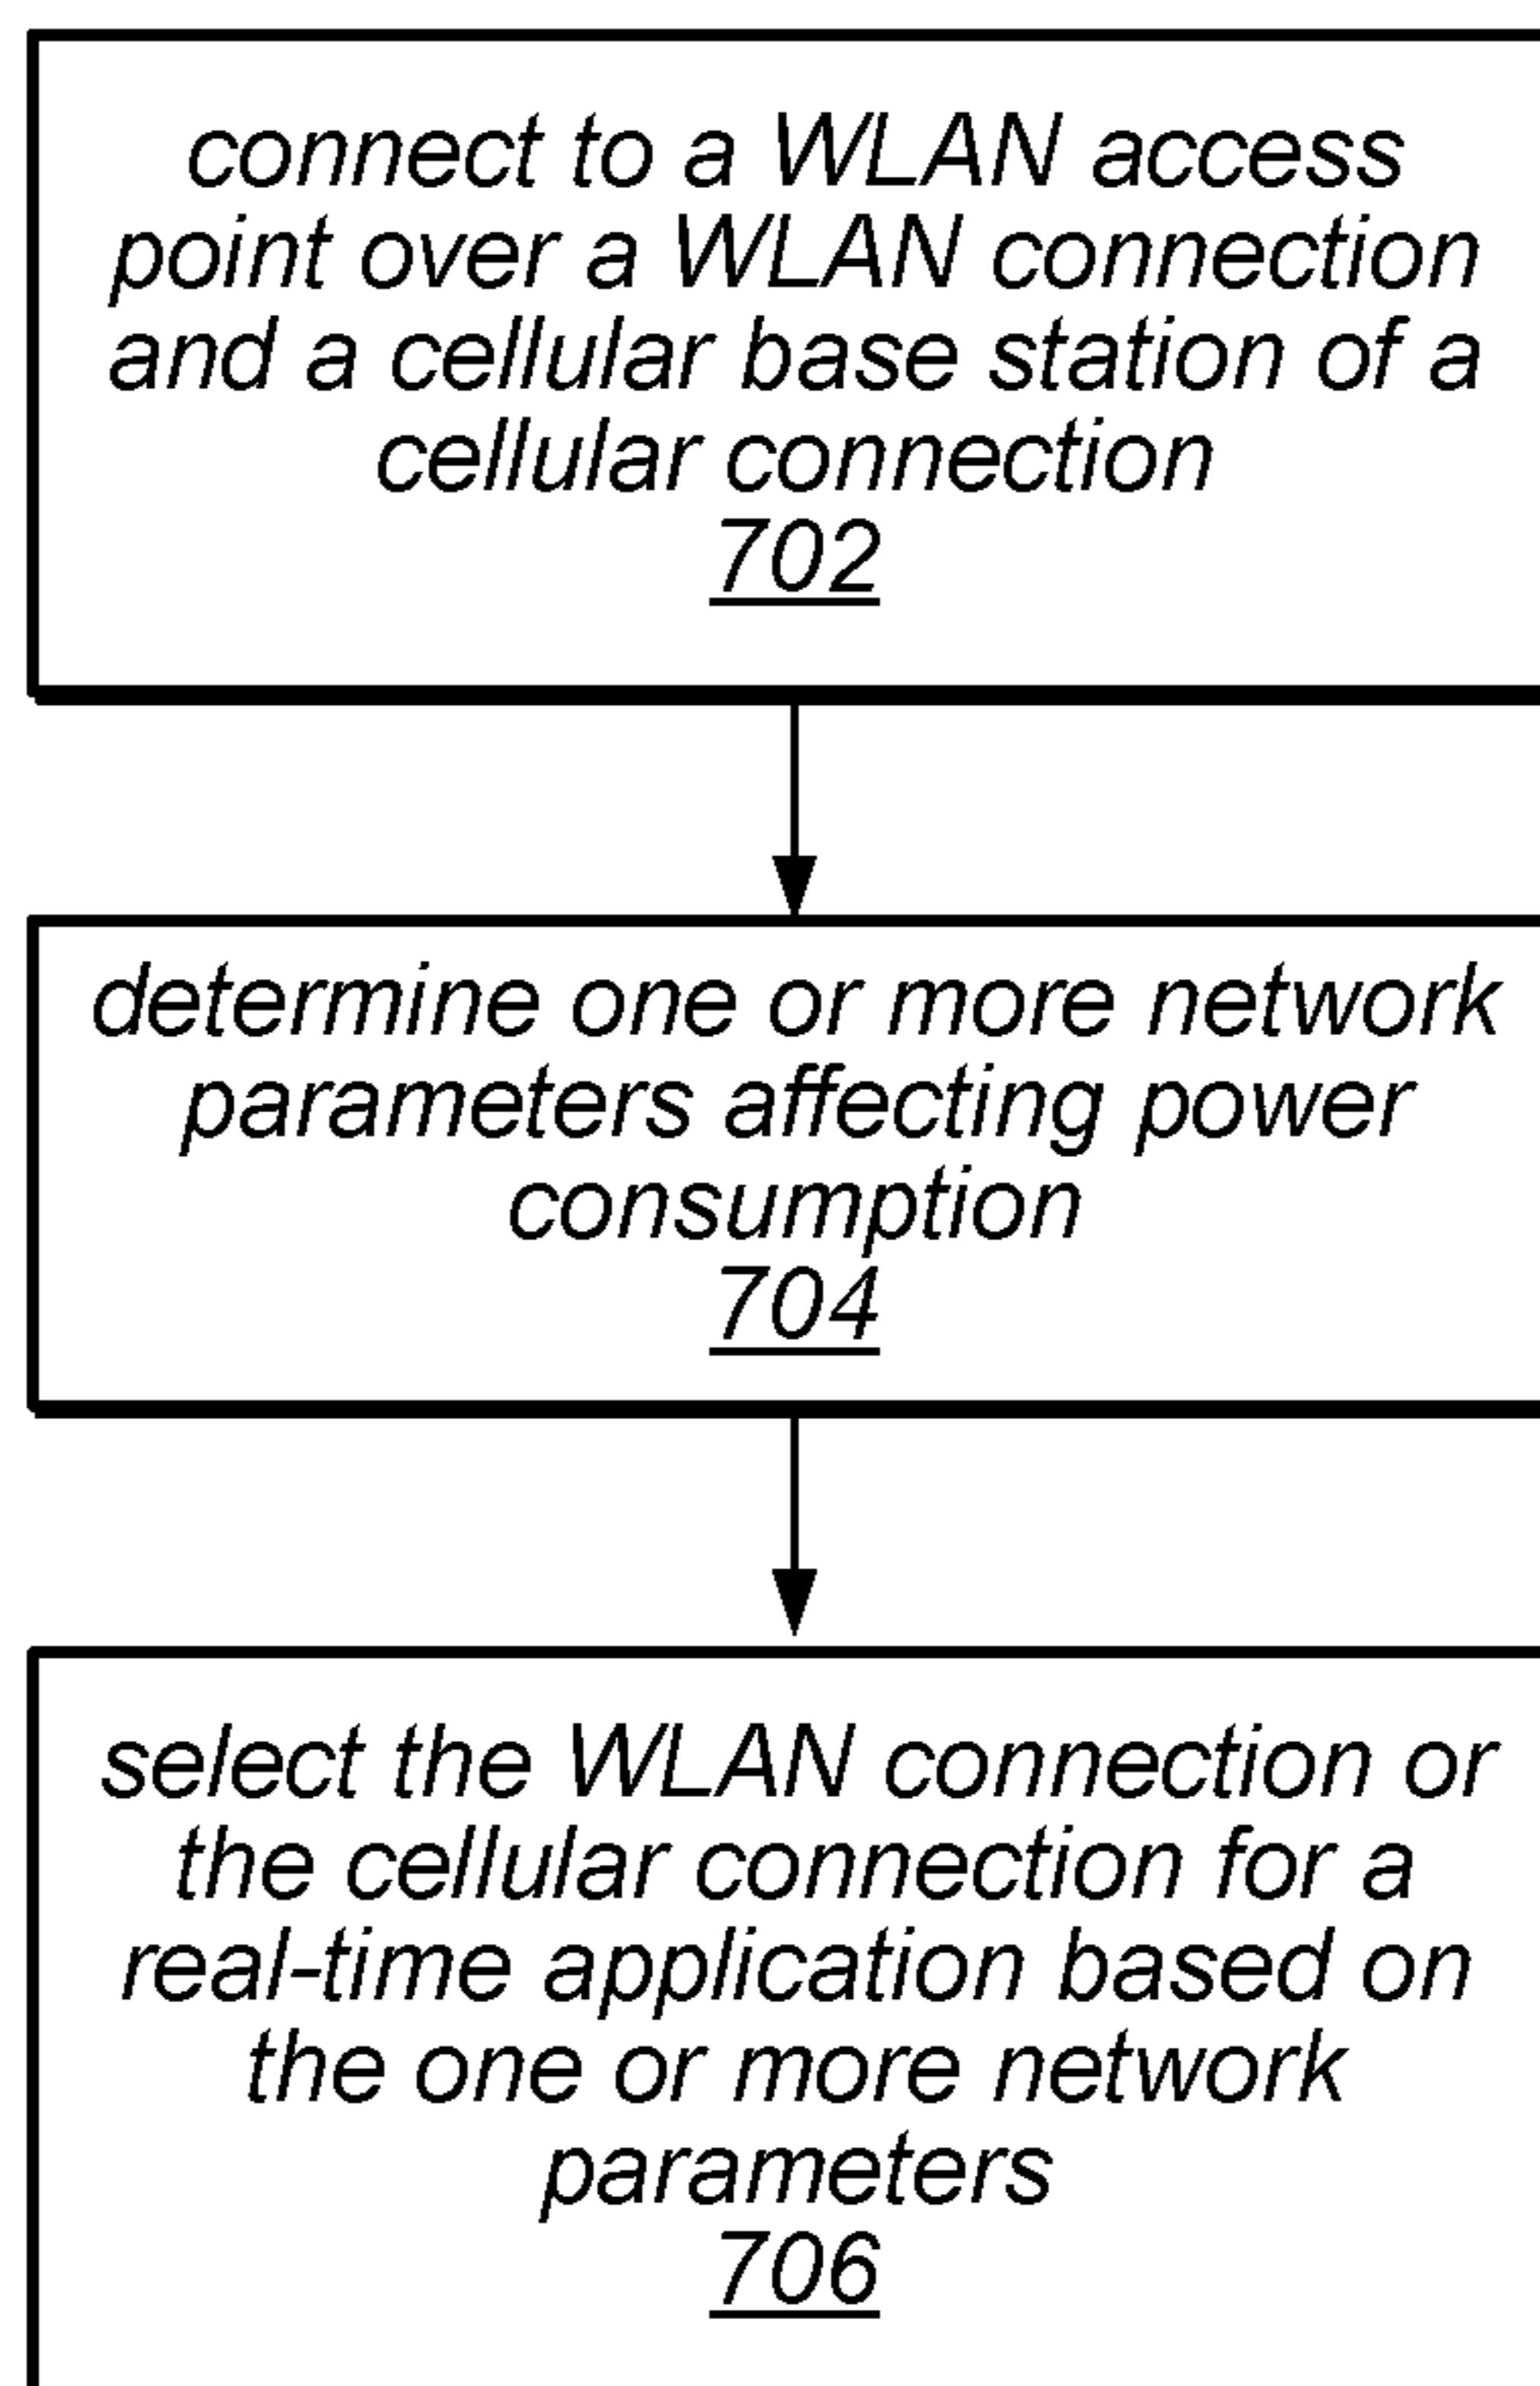 connect to a WLAN access
point over a WLAN connection
and a cellular base station of a
cellular connection
702
determine one or more network
parameters affecting power
consumption
704
select the WLAN connection or
the cellular connection for a
real-time application based on
the one or more network
parameters
706